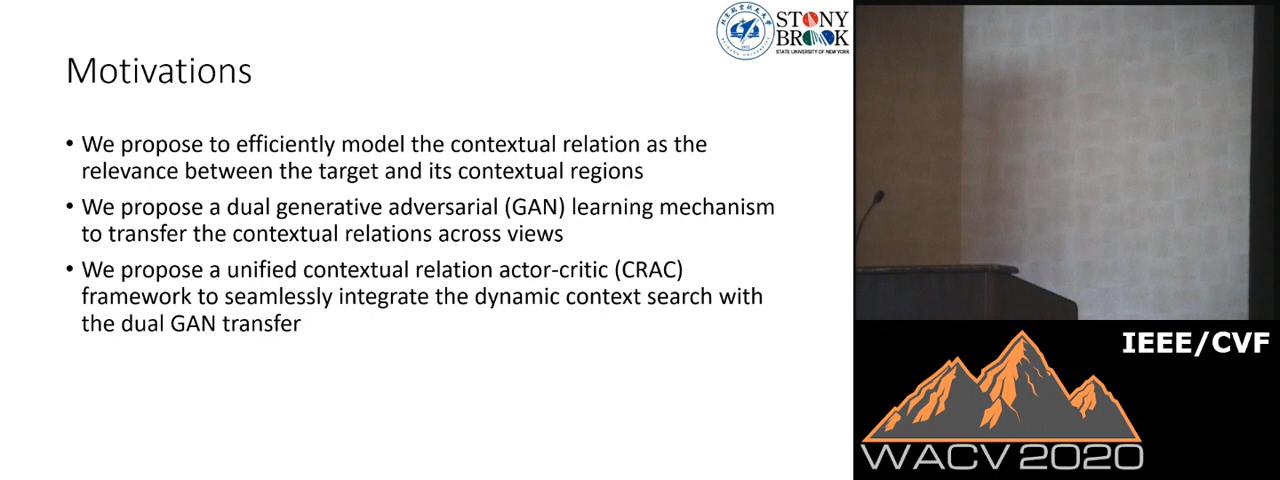 STONY
BROOK
STATE UNIVERSITY OF NEW YORK
Motivations
• We propose to efficiently model the contextual relation as the
relevance between the target and its contextual regions
• We propose a dual generative adversarial (GAN) learning mechanism
to transfer the contextual relations across views
• We propose a unified contextual relation actor-critic (CRAC)
framework to seamlessly integrate the dynamic context search with
the dual GAN transfer
IEEE/CVF
WACV 2020